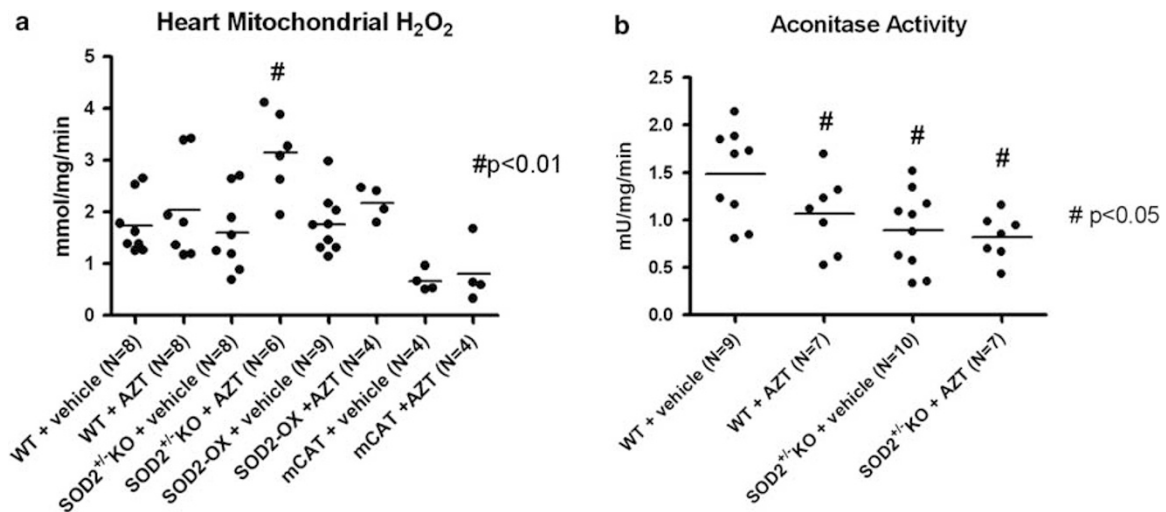 a
Heart Mitochondrial H₂O₂
mmol/mg/min
5
4
3
2
1
0
#
#p<0.01
WT + vehicle (N=8)
WT + AZT (N=8)
SOD2⁺/⁻KO + vehicle (N=8)
SOD2⁺/⁻KO + AZT (N=6)
SOD2-OX + vehicle (N=9)
SOD2-OX +AZT (N=4)
mCAT + vehicle (N=4)
mCAT +AZT (N=4)
b
Aconitase Activity
mU/mg/min
2.5
2.0
1.5
1.0
0.5
0.0
#
#
#
# p<0.05
WT + vehicle (N=9)
WT + AZT (N=7)
SOD2⁺/⁻KO + vehicle (N=10)
SOD2⁺/⁻KO + AZT (N=7)